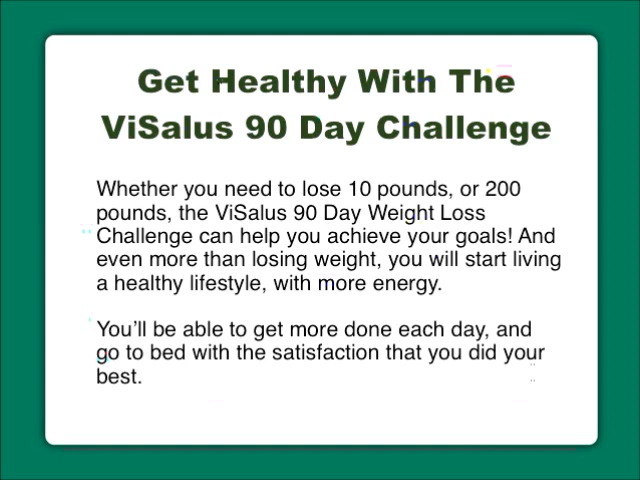 Get Healthy With The
ViSalus 90 Day Challenge
Whether you need to lose 10 pounds, or 200
pounds, the ViSalus 90 Day Weight Loss
Challenge can help you achieve your goals! And
even more than losing weight, you will start living
a healthy lifestyle, with more energy.
You’ll be able to get more done each day, and
go to bed with the satisfaction that you did your
best.